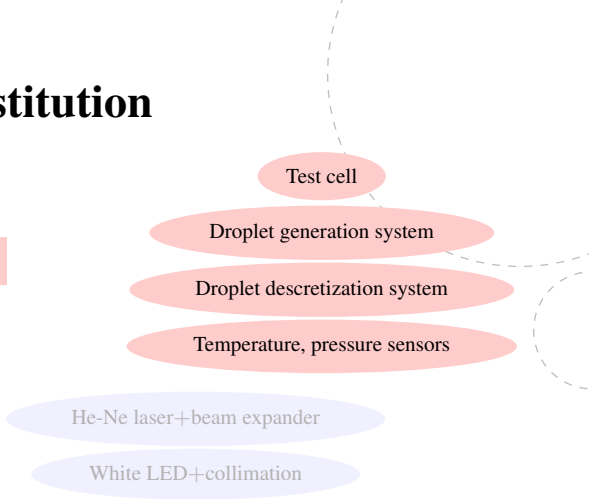 stitution
Test cell
Droplet generation system
Droplet descretization system
Temperature, pressure sensors
He-Ne laser+beam expander
White LED+collimation